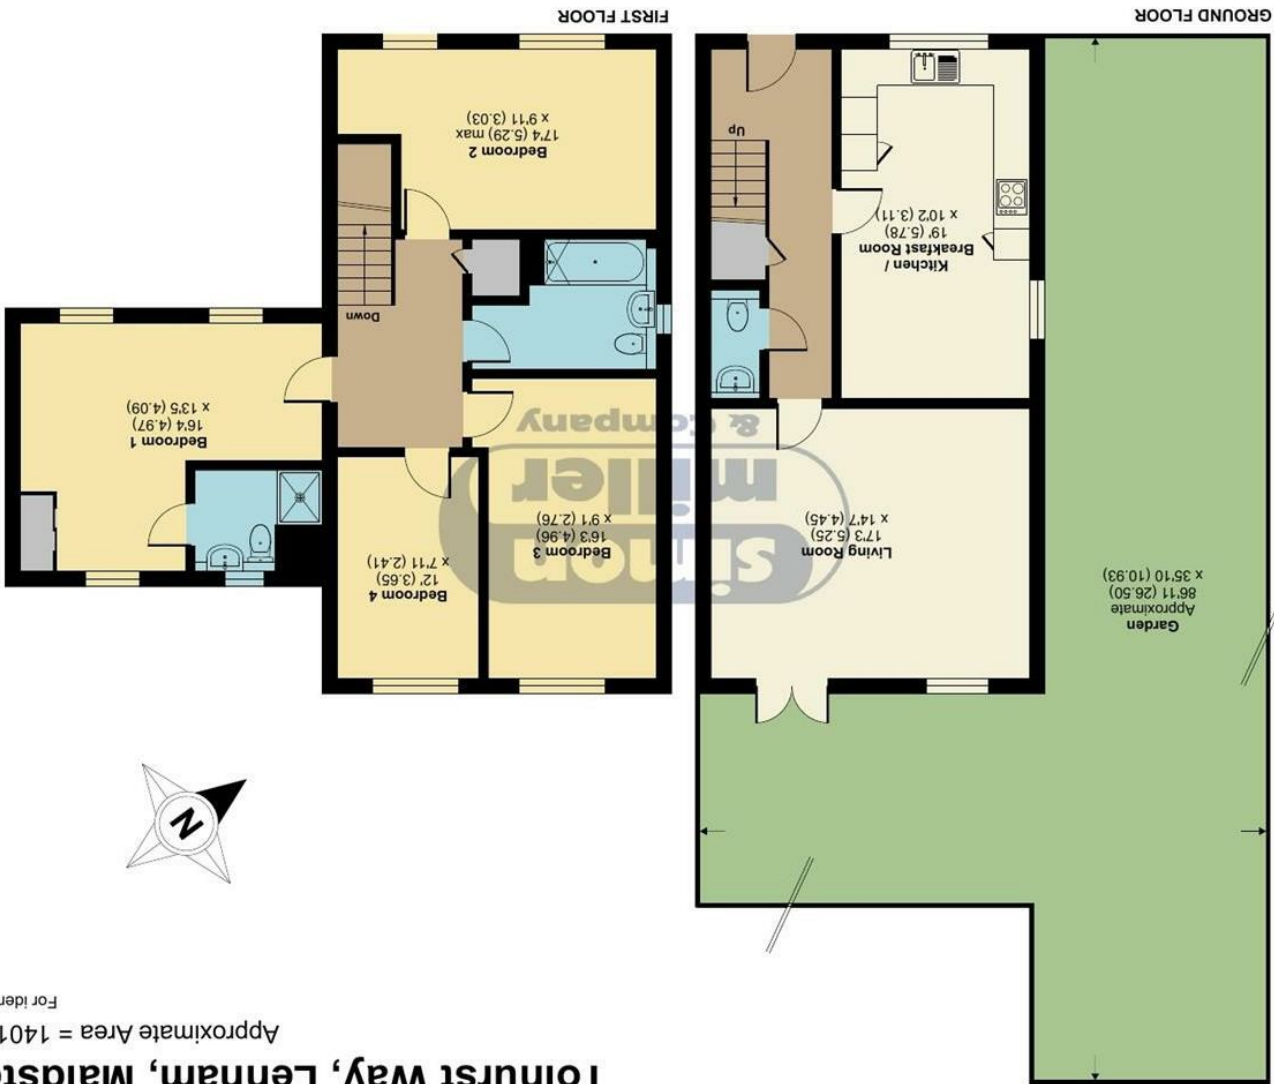 Tolhurst Way, Lenham, Maidsto
Approximate Area = 1401
For iden
N
Garden
Approximate
86'11 (26.50)
x 35'10 (10.93)
Living Room
17'3 (5.25)
x 14'7 (4.45)
Kitchen /
Breakfast Room
19' (5.78)
x 10'2 (3.11)
Up
GROUND FLOOR
simon
miller
& Company
Bedroom 3
16'3 (4.96)
x 9'1 (2.76)
Bedroom 4
12' (3.65)
x 7'11 (2.41)
Bedroom 1
16'4 (4.97)
x 13'5 (4.09)
Down
Bedroom 2
17'4 (5.29) max
x 9'11 (3.03)
FIRST FLOOR